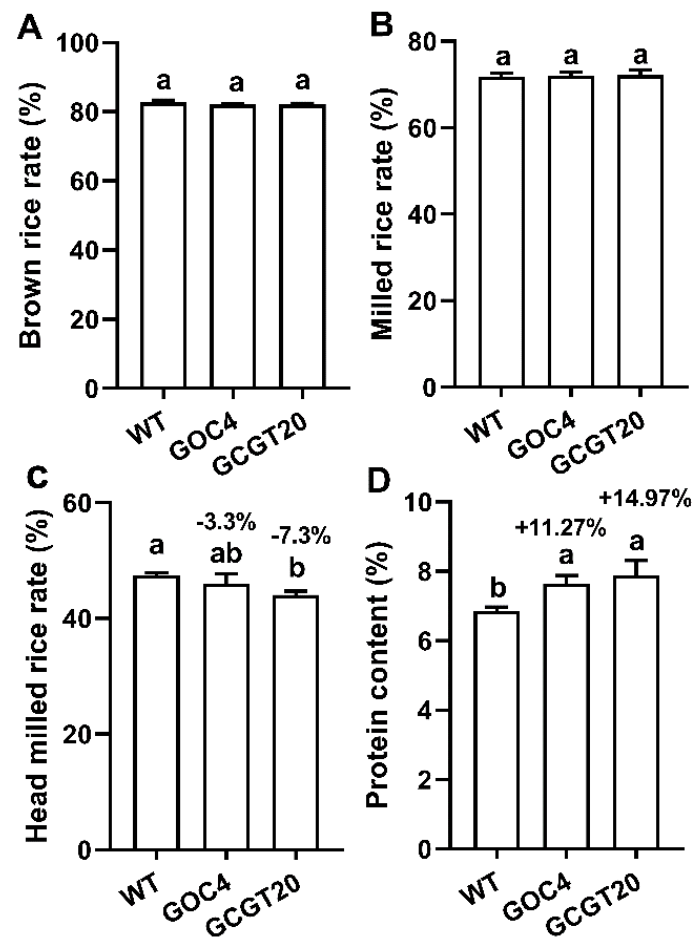 A
Brown rice rate (%)
100
80
60
40
20
0
a a a
WT GOC4 GCGT20
B
Milled rice rate (%)
80
60
40
20
0
a a a
WT GOC4 GCGT20
C
Head milled rice rate (%)
60
40
20
0
-3.3% -7.3%
a ab b
WT GOC4 GCGT20
D
Protein content (%)
10
8
6
4
2
0
+14.97%
+11.27%
b a a
WT GOC4 GCGT20